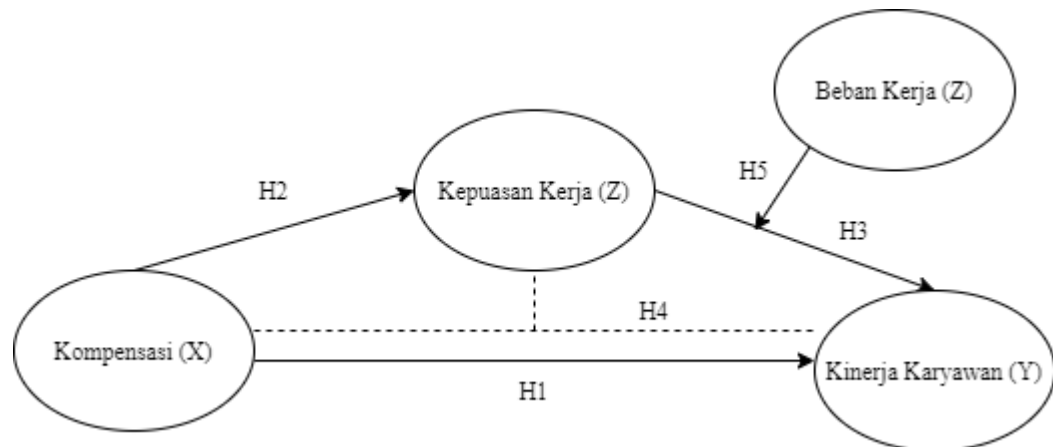 Beban Kerja (Z)
H5
Kepuasan Kerja (Z)
H2
H3
H4
Kompensasi (X)
Kinerja Karyawan (Y)
H1